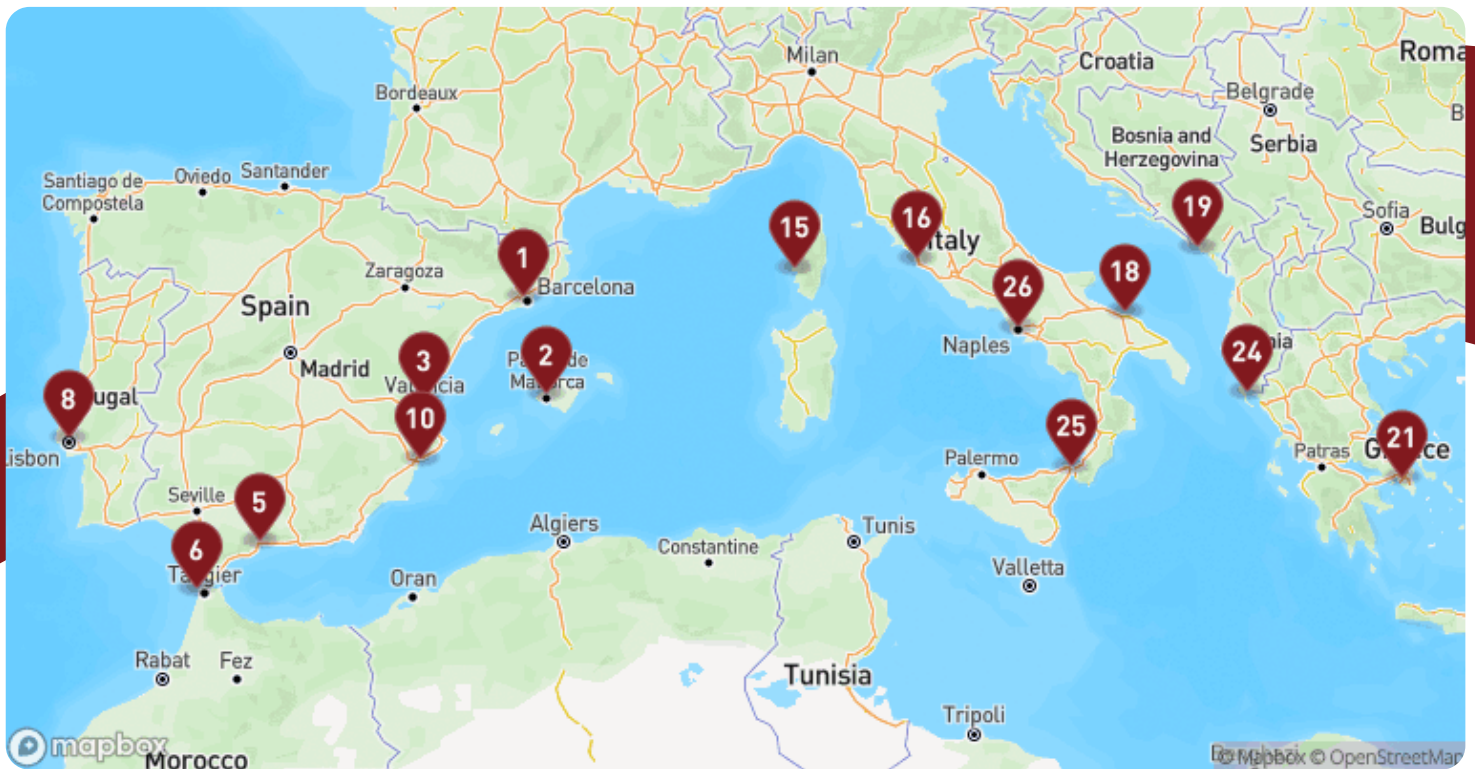 Milan
Croatia
Roma
Bordeaux
Belgrade
Bosnia and
Herzegovina
Serbia
Santiago de
Compostela
Oviedo
Santander
19
Sofia
Bulg
15
16
Italy
Zaragoza
1
Barcelona
18
26
Spain
Madrid
3
2
Naples
24
nia
8
ugal
10
Lisbon
25
21
Palermo
Patras
Seville
5
Algiers
Tunis
6
Constantine
Oran
Valletta
Rabat
Fez
Tunisia
Tripoli
mapbox
Morocco
© Mapbox © OpenStreetMap